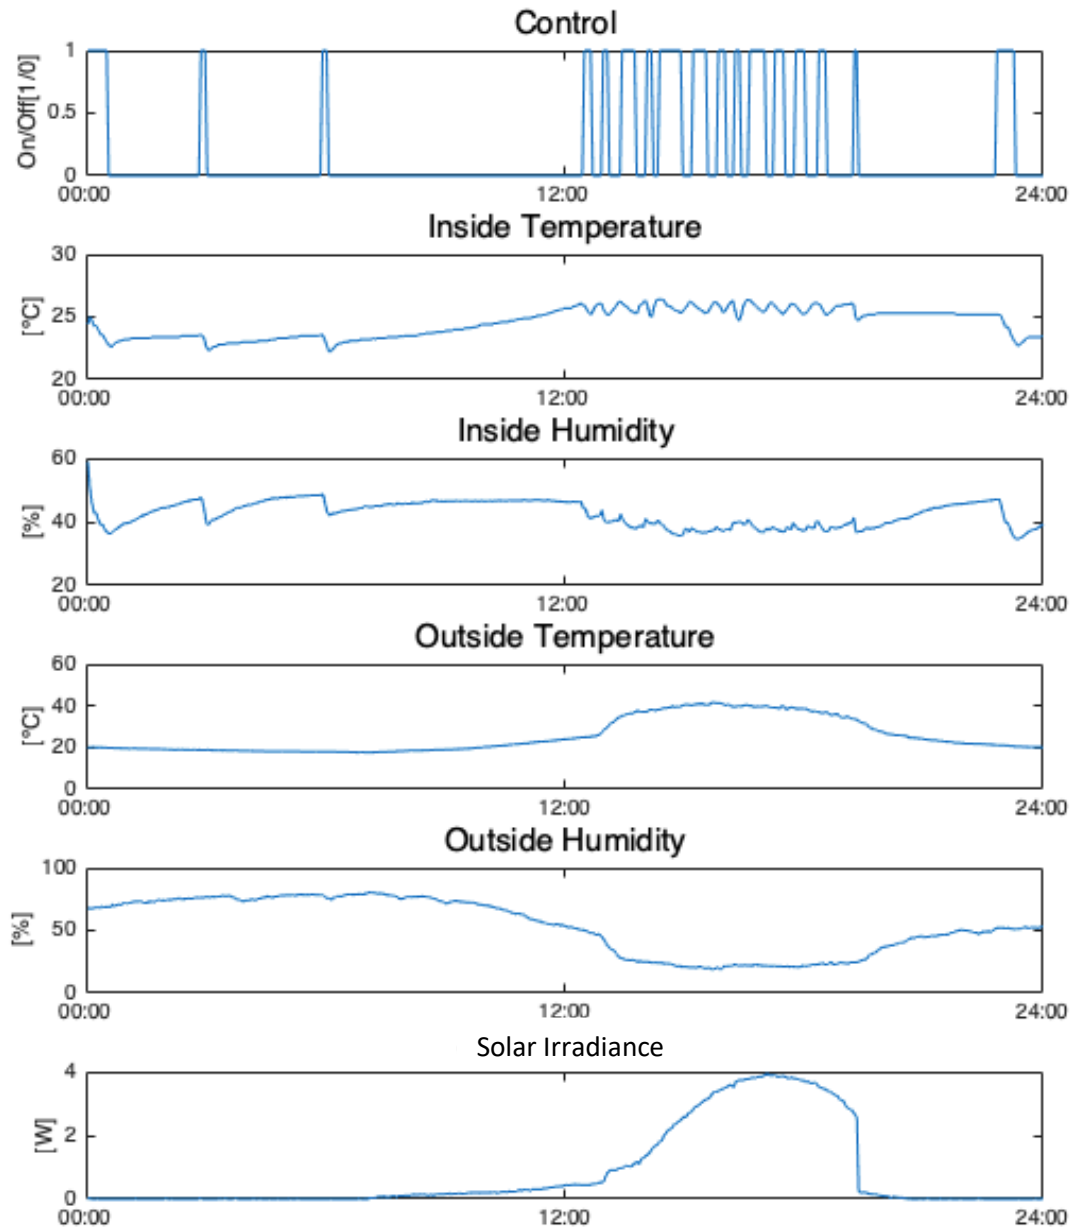 Control
On/Off[1/0]
1
0.5
0
00:00 12:00 24:00
Inside Temperature
[ºC]
30
25
20
00:00 12:00 24:00
Inside Humidity
[%]
60
40
20
00:00 12:00 24:00
Outside Temperature
[ºC]
60
40
20
0
00:00 12:00 24:00
Outside Humidity
[%]
100
50
0
00:00 12:00 24:00
Solar Irradiance
[W]
4
2
0
00:00 12:00 24:00